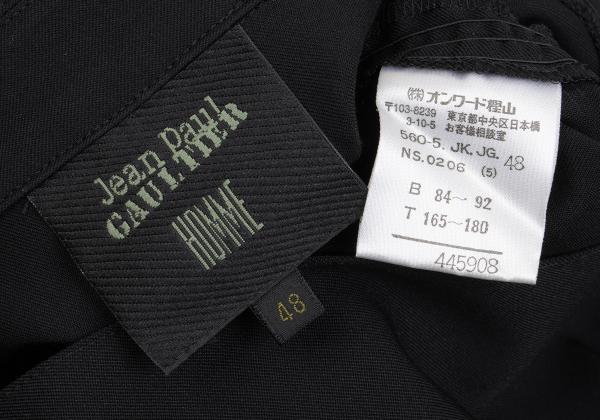 Jean Paul
GAULTIER
HOMME
48
㈱オンワード樫山
〒103-8239 東京都中央区日本橋
3-10-5 お客様相談室
560-5. JK. JG. 48
NS.0206 (5)
B 84〜92
T 165〜180
445908